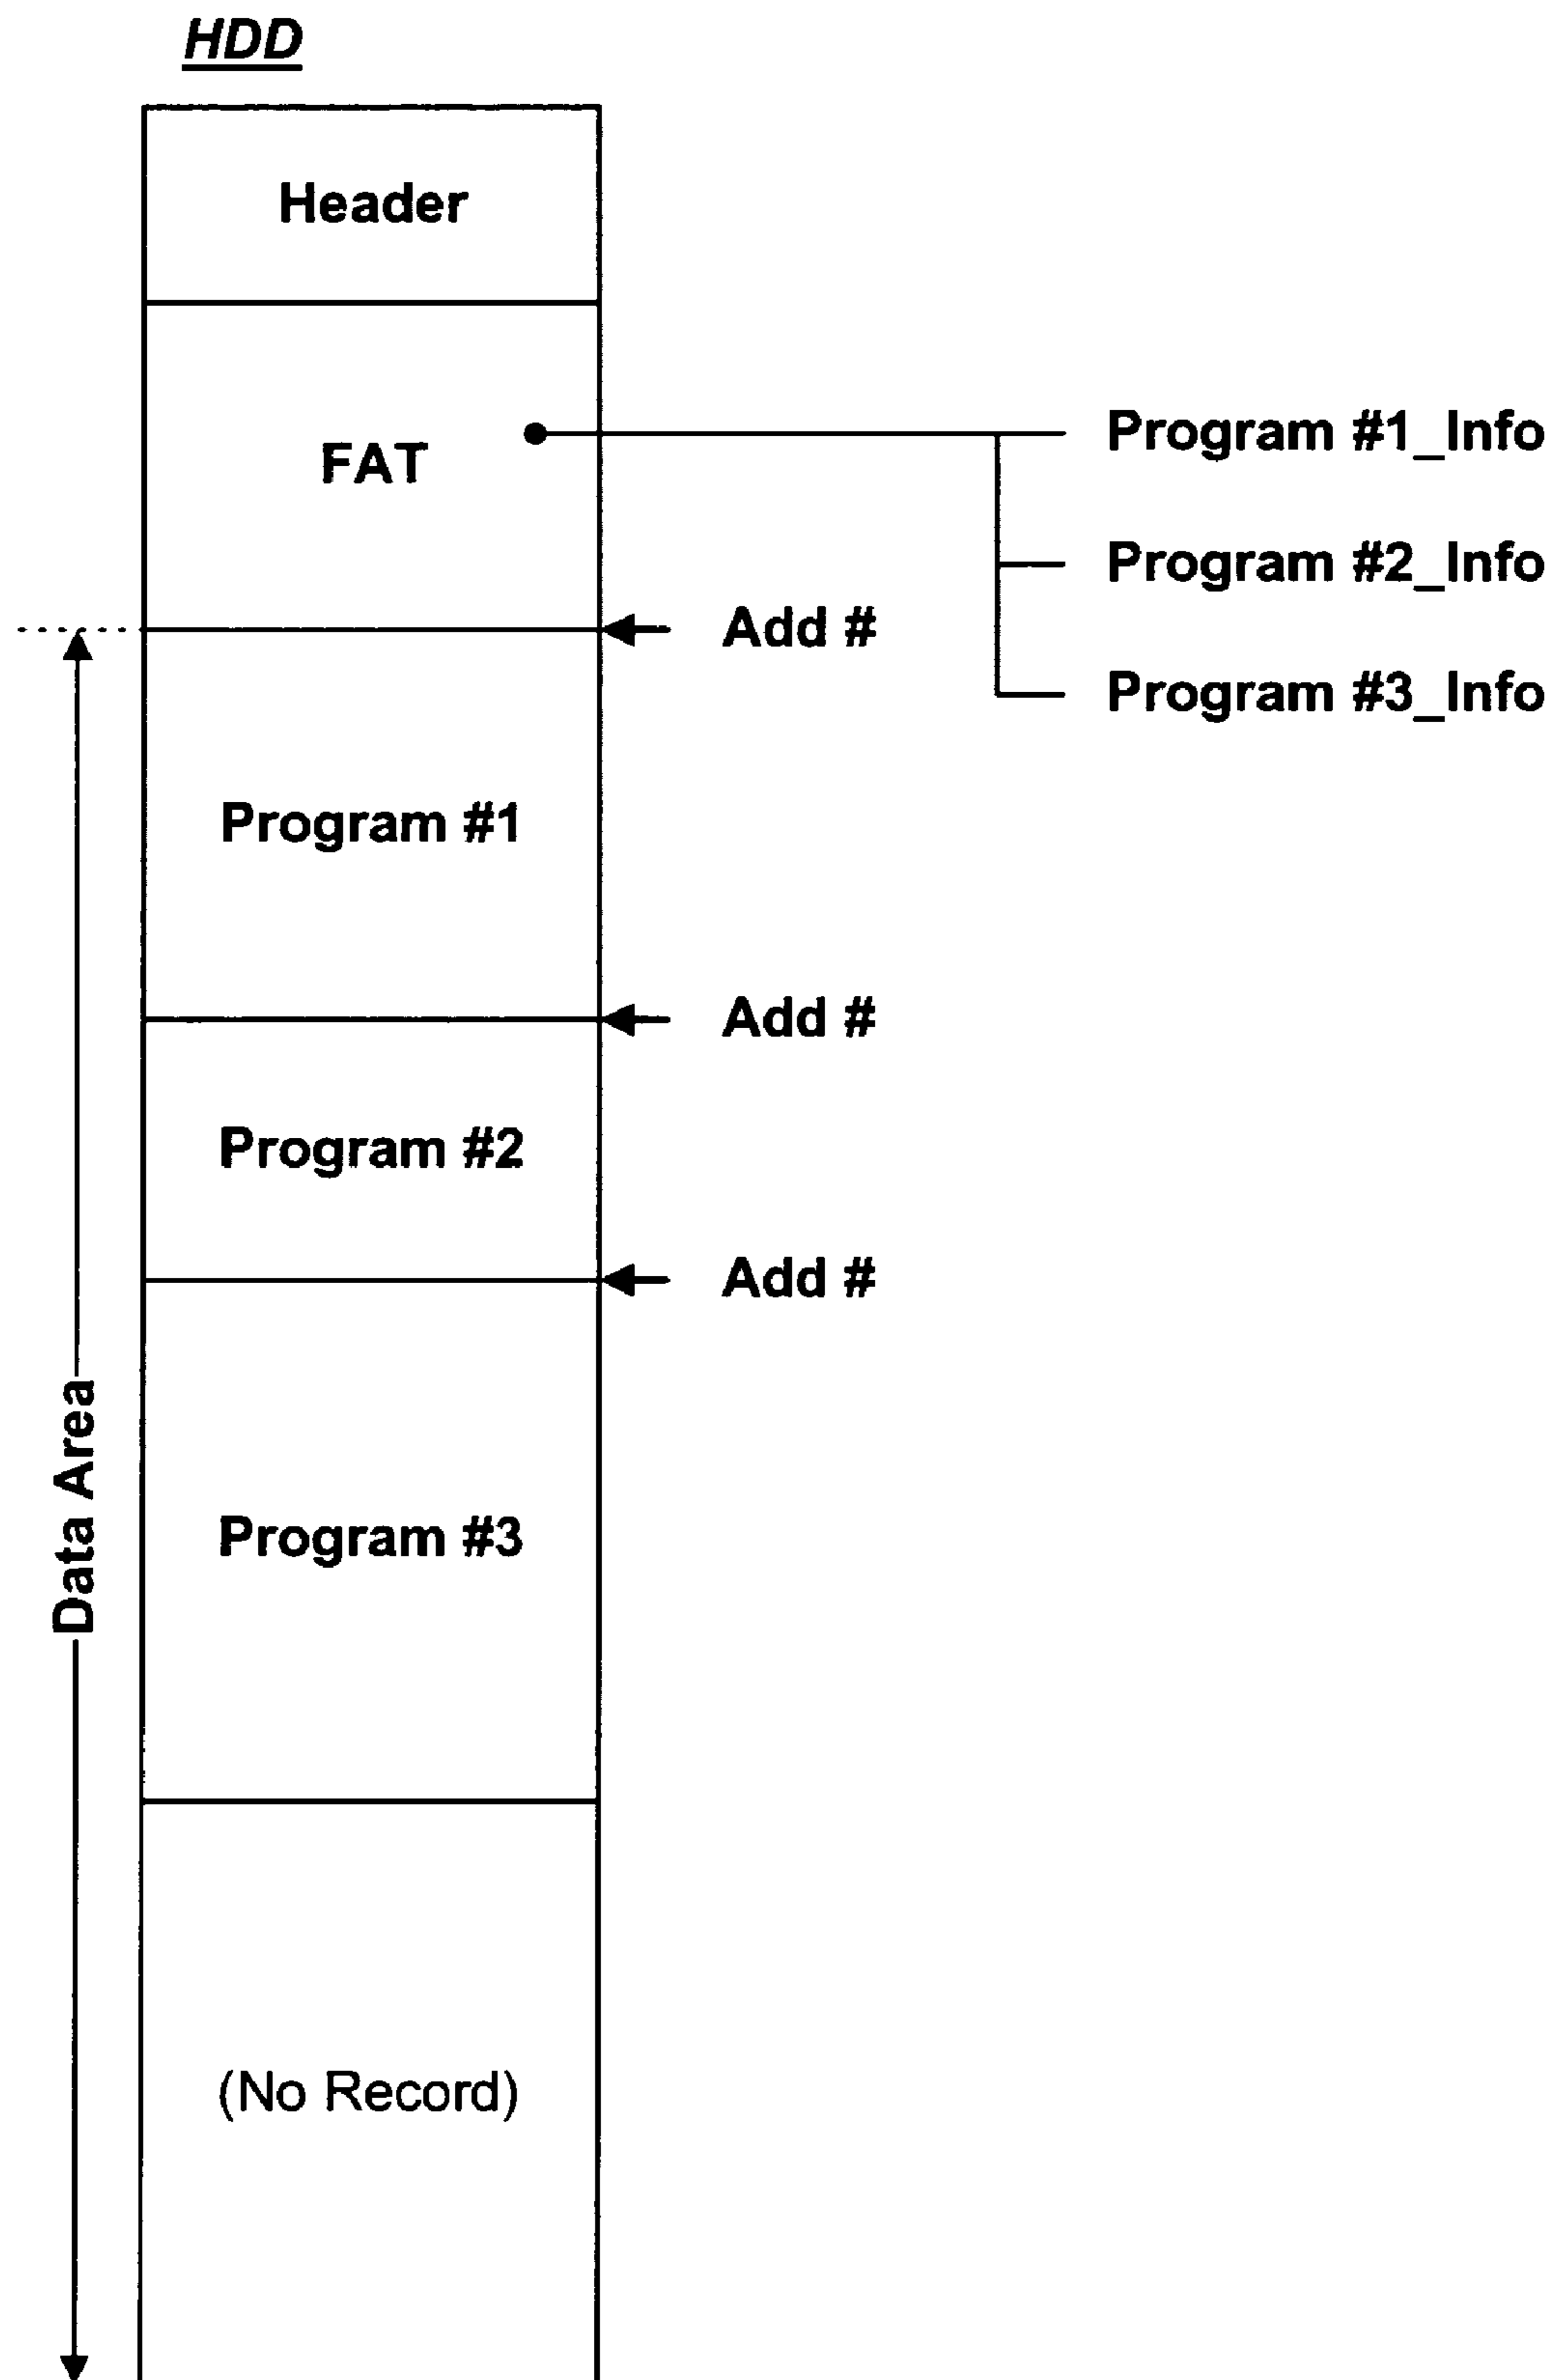 HDD
Header
FAT
Program #1_Info
Program #2_Info
Add #
Program #3_Info
Program #1
Add #
Program #2
Add #
Data Area
Program #3
(No Record)